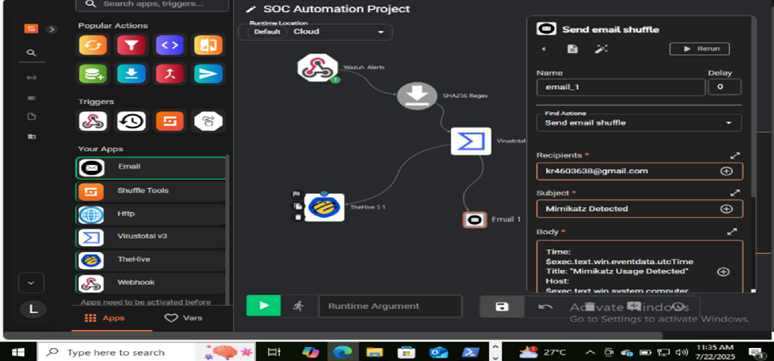 Search apps, triggers...
Popular Actions
Triggers
Your Apps
Email
Shuffle Tools
Http
Virustotal v3
TheHive
Webhook
Apps need to be activated before
Apps
Vars
L
SOC Automation Project
Runtime Location
Default
Cloud
Wazuh Alerts
SHA256 Regex
Virustotal
TheHive 5 1
Email 1
Runtime Argument
Send email shuffle
Rerun
Name
Delay
email_1
0
Find Actions
Send email shuffle
Recipients *
kr4603638@gmail.com
Subject *
Mimikatz Detected
Body *
Time:
$exec.text.win.eventdata.utcTime
Title: "Mimikatz Usage Detected"
Host:
$exec.text.win.system.computer
Activate Windows
Go to Settings to activate Windows.
Type here to search
27°C
11:35 AM
7/22/2025